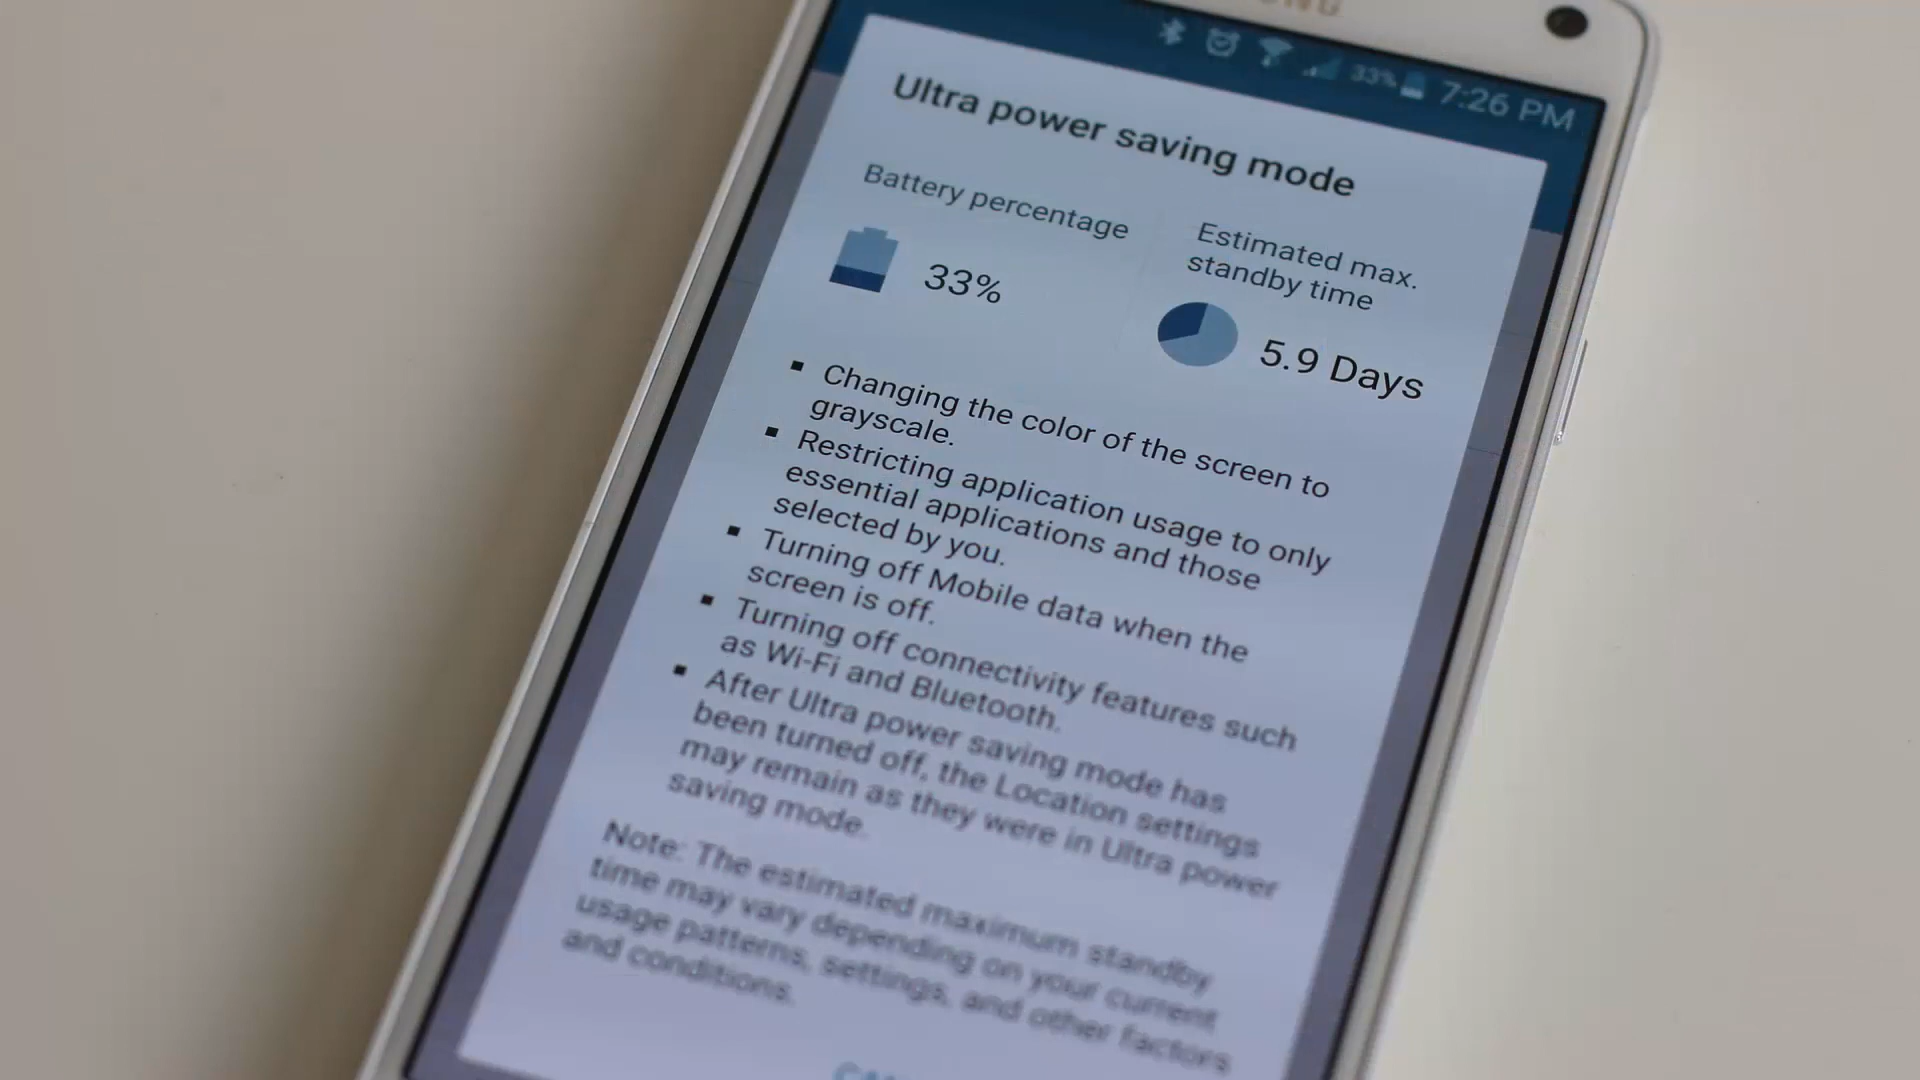 33% 7:26 PM
Ultra power saving mode
Battery percentage
33%
Estimated max.
standby time
5.9 Days
▪ Changing the color of the screen to
grayscale.
▪ Restricting application usage to only
essential applications and those
selected by you.
▪ Turning off Mobile data when the
screen is off.
▪ Turning off connectivity features such
as Wi-Fi and Bluetooth.
▪ After Ultra power saving mode has
been turned off, the Location settings
may remain as they were in Ultra power
saving mode.
Note: The estimated maximum standby
time may vary depending on your current
usage patterns, settings, and other factors
and conditions.